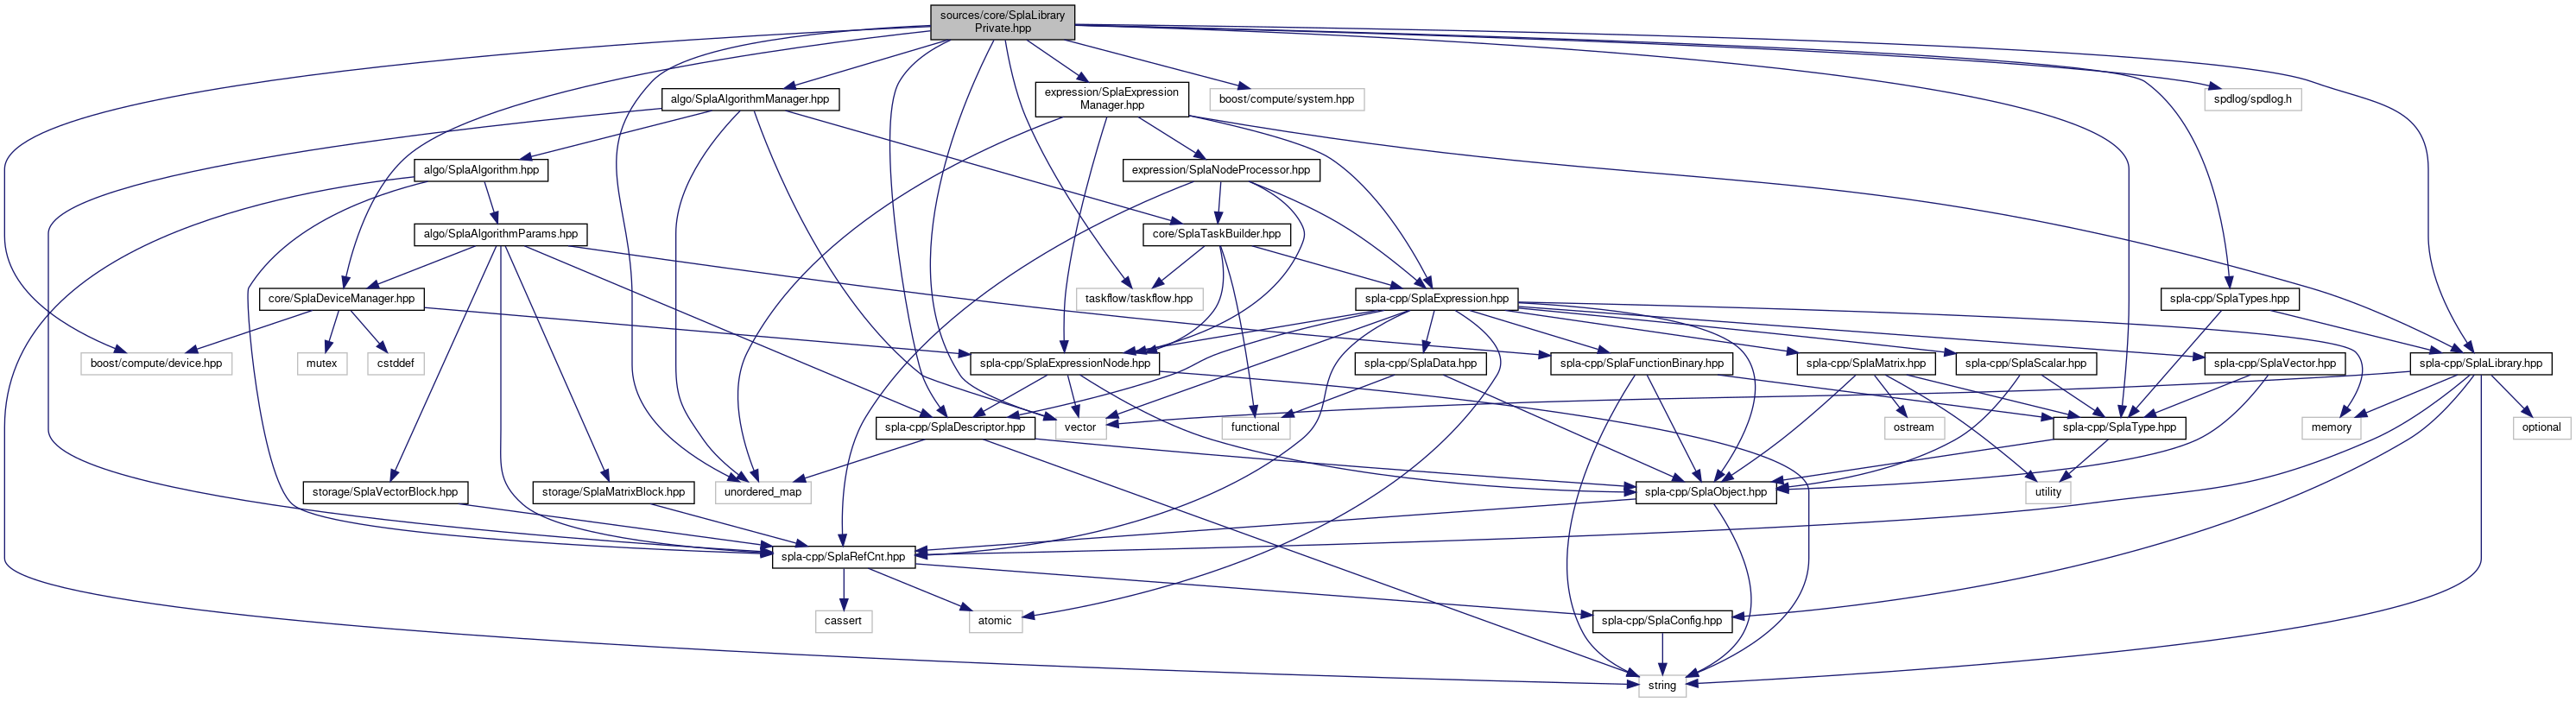 sources/core/SplaLibrary
Private.hpp
algo/SplaAlgorithmManager.hpp
expression/SplaExpression
Manager.hpp
boost/compute/system.hpp
spdlog/spdlog.h
algo/SplaAlgorithm.hpp
expression/SplaNodeProcessor.hpp
algo/SplaAlgorithmParams.hpp
core/SplaTaskBuilder.hpp
core/SplaDeviceManager.hpp
taskflow/taskflow.hpp
spla-cpp/SplaExpression.hpp
spla-cpp/SplaTypes.hpp
boost/compute/device.hpp
mutex
cstddef
spla-cpp/SplaExpressionNode.hpp
spla-cpp/SplaData.hpp
spla-cpp/SplaFunctionBinary.hpp
spla-cpp/SplaMatrix.hpp
spla-cpp/SplaScalar.hpp
spla-cpp/SplaVector.hpp
spla-cpp/SplaLibrary.hpp
spla-cpp/SplaDescriptor.hpp
vector
functional
ostream
spla-cpp/SplaType.hpp
memory
optional
storage/SplaVectorBlock.hpp
storage/SplaMatrixBlock.hpp
unordered_map
spla-cpp/SplaObject.hpp
utility
spla-cpp/SplaRefCnt.hpp
cassert
atomic
spla-cpp/SplaConfig.hpp
string